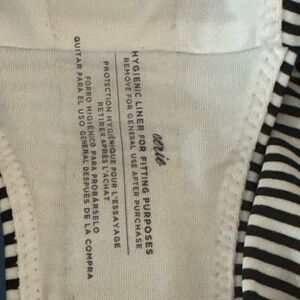 aerie
HYGIENIC LINER FOR FITTING PURPOSES
REMOVE FOR GENERAL USE AFTER PURCHASE
PROTECTION HYGIÉNIQUE POUR L'ESSAYAGE
RETIRER APRÈS L'ACHAT
FORRO HIGIÉNICO PARA PROBÁRSELO
QUITAR PARA EL USO GENERAL DESPUÉS DE LA COMPRA